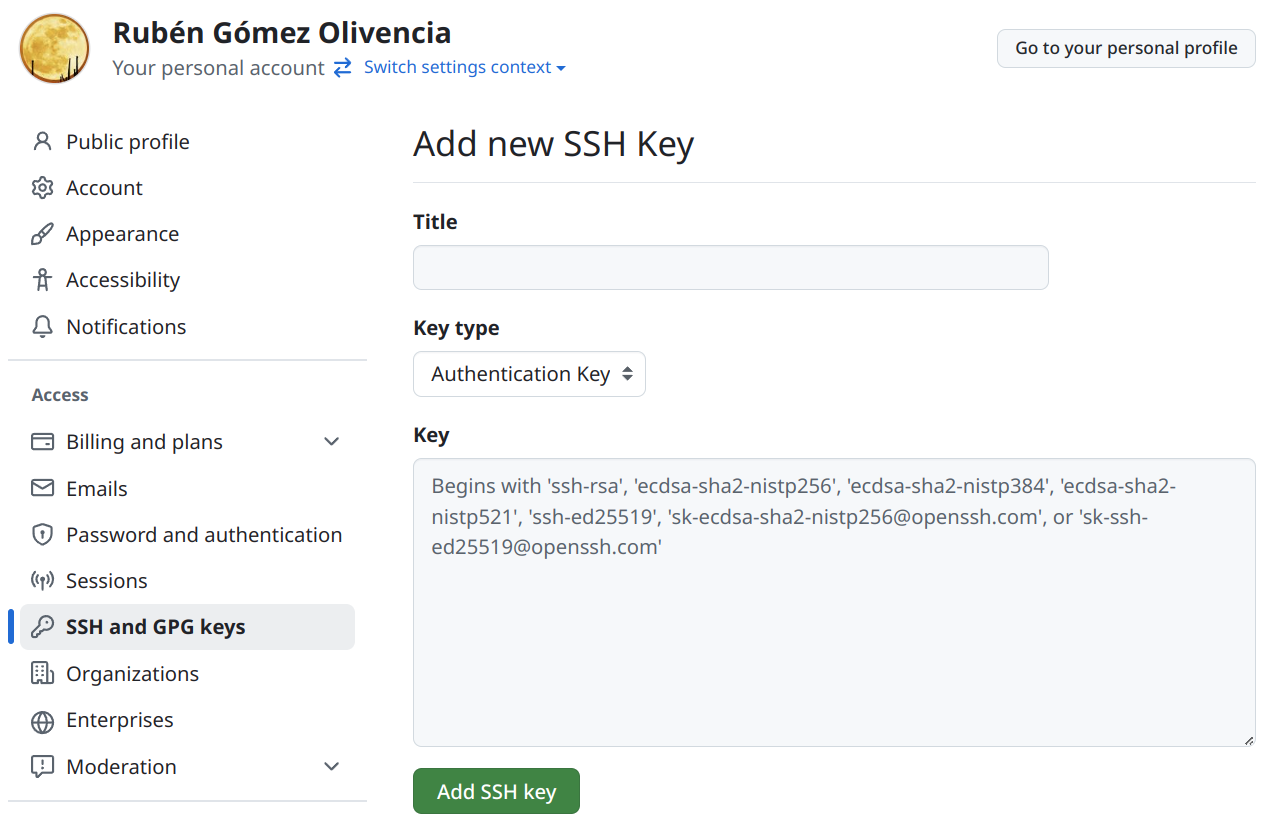 Rubén Gómez Olivencia
Your personal account
Switch settings context
Go to your personal profile
Public profile
Account
Appearance
Accessibility
Notifications
Access
Billing and plans
Emails
Password and authentication
Sessions
SSH and GPG keys
Organizations
Enterprises
Moderation
Add new SSH Key
Title
Key type
Authentication Key
Key
Begins with 'ssh-rsa', 'ecdsa-sha2-nistp256', 'ecdsa-sha2-nistp384', 'ecdsa-sha2-
nistp521', 'ssh-ed25519', 'sk-ecdsa-sha2-nistp256@openssh.com', or 'sk-ssh-
ed25519@openssh.com'
Add SSH key